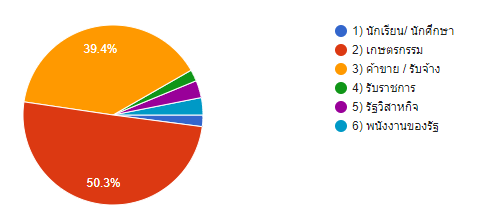 39.4%
50.3%
1) นักเรียน/ นักศึกษา
2) เกษตรกรรม
3) ค้าขาย / รับจ้าง
4) รับราชการ
5) รัฐวิสาหกิจ
6) พนังงานของรัฐ